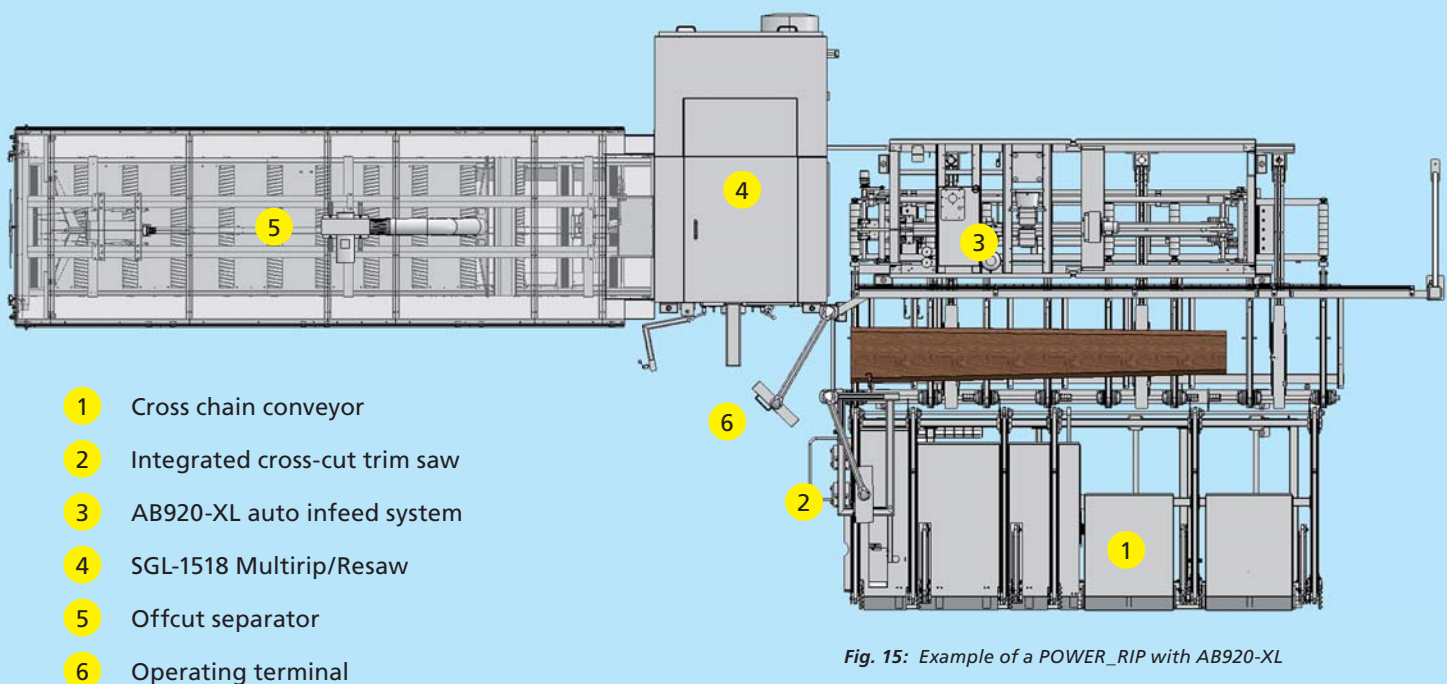 4
5
3
6
2
1
1 Cross chain conveyor
2 Integrated cross-cut trim saw
3 AB920-XL auto infeed system
4 SGL-1518 Multirip/Resaw
5 Offcut separator
6 Operating terminal
Fig. 15: Example of a POWER_RIP with AB920-XL